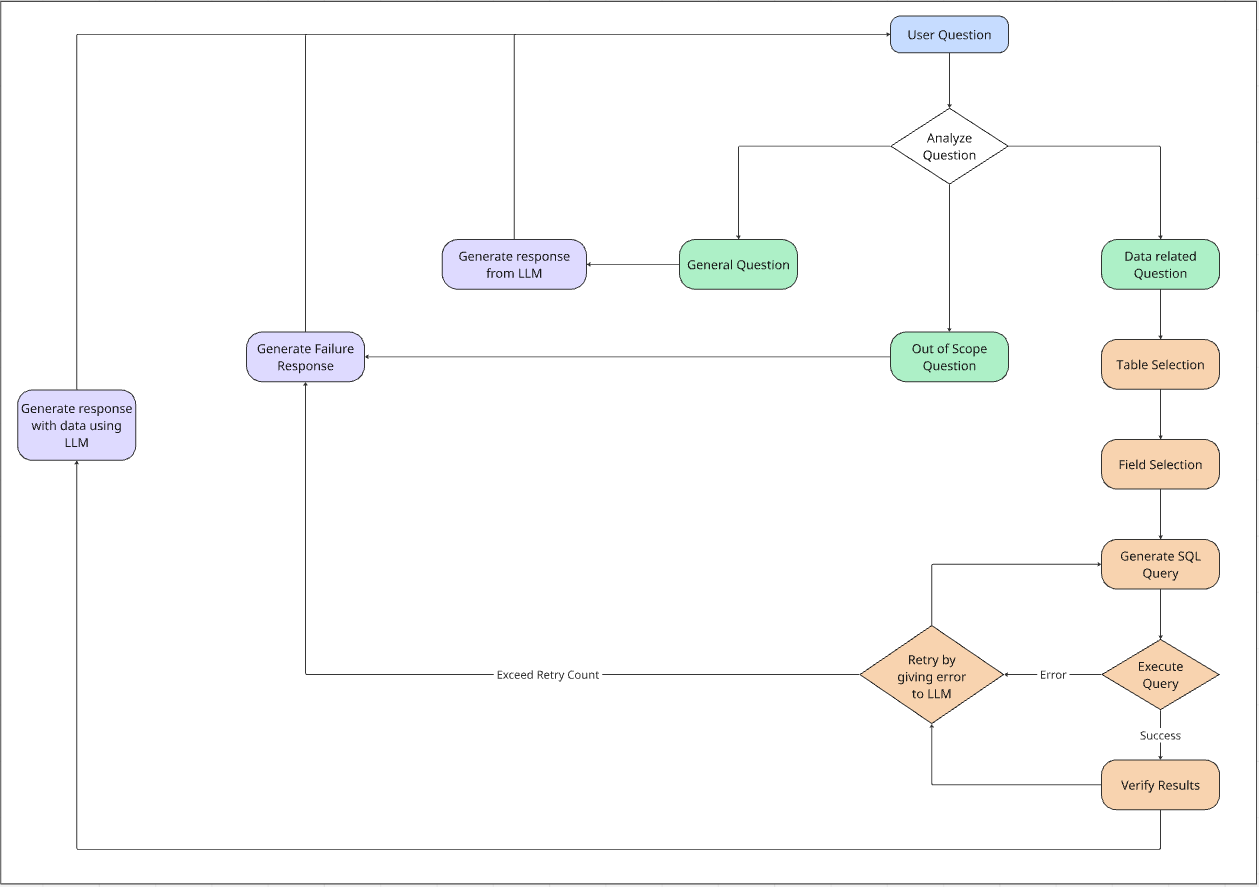 User Question
Analyze
Question
Generate response
from LLM
General Question
Data related
Question
Generate Failure
Response
Out of Scope
Question
Table Selection
Generate response
with data using
LLM
Field Selection
Generate SQL
Query
Exceed Retry Count
Retry by
giving error
to LLM
Error
Execute
Query
Success
Verify Results